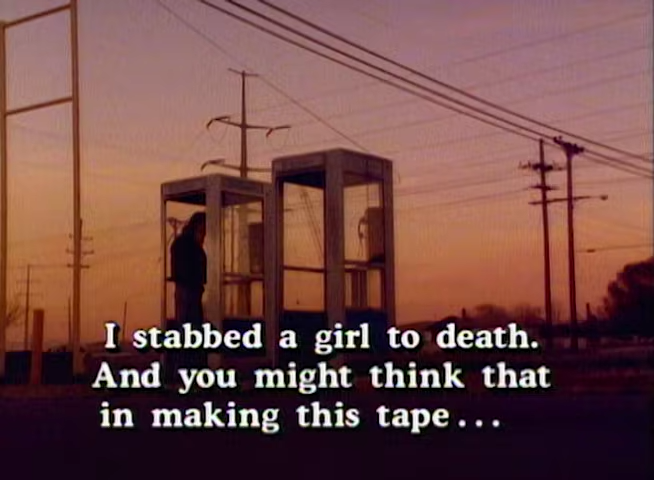 I stabbed a girl to death.
And you might think that
in making this tape...